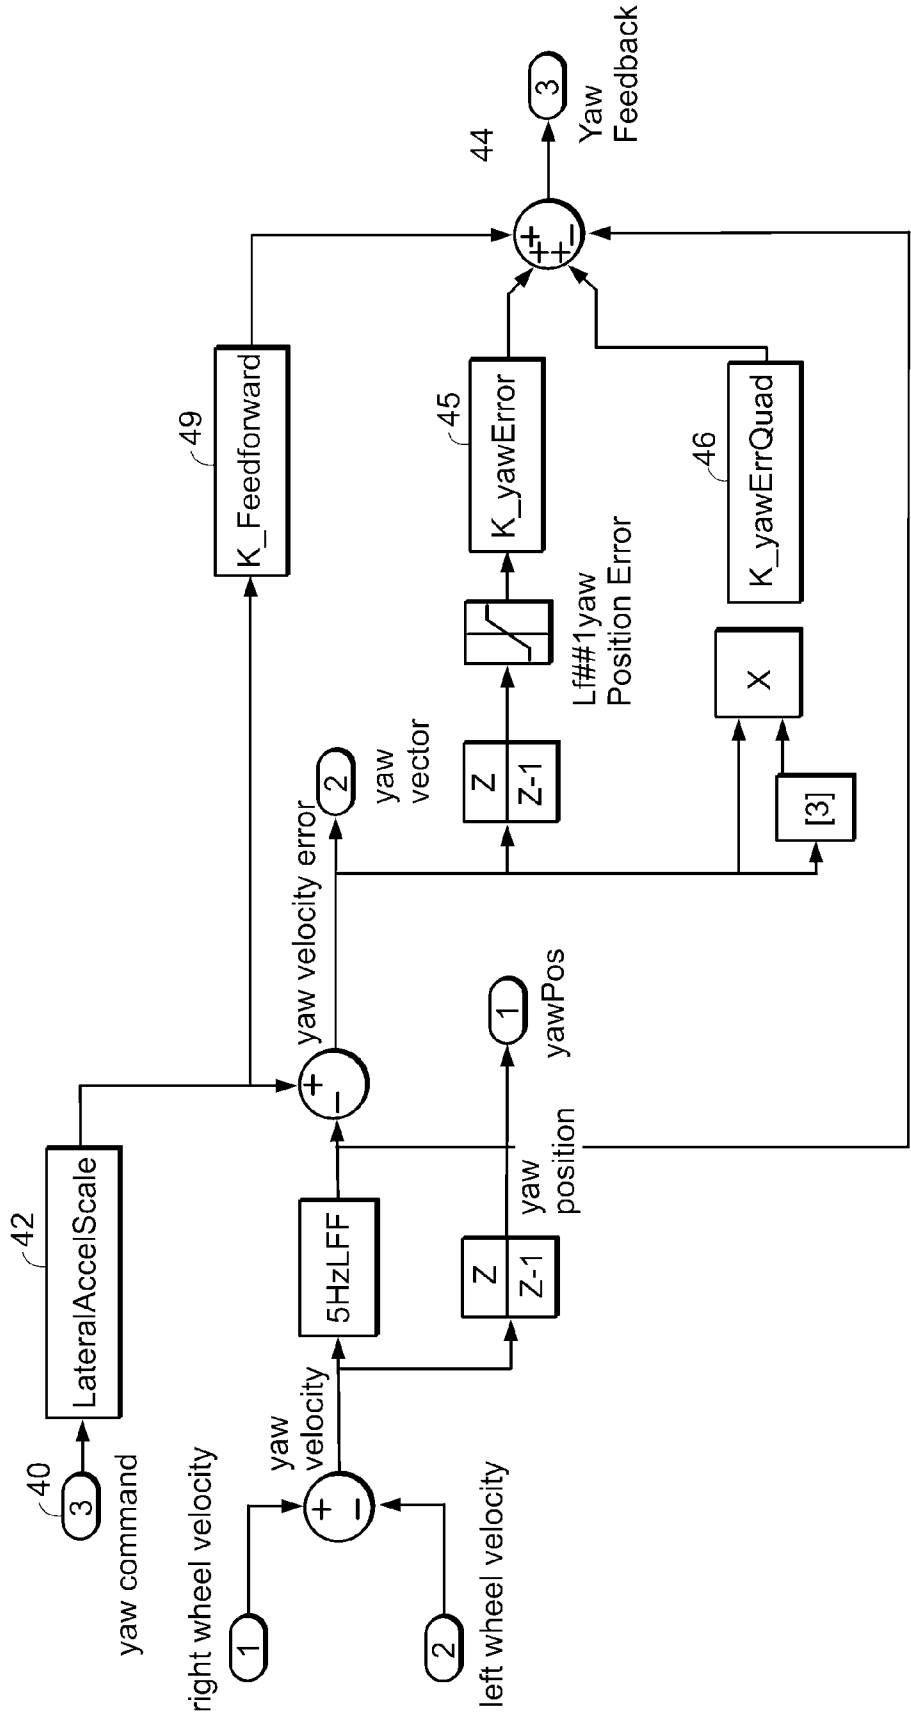 40
3
yaw command
42
LateralAccelScale
49
K_Feedforward
right wheel velocity
1
+
−
2
left wheel velocity
yaw
velocity
5HzLFF
Z
Z-1
yaw
position
1
yawPos
+
−
yaw velocity error
2
yaw
vector
Z
Z-1
Lf##1yaw
Position Error
45
K_yawError
[3]
X
46
K_yawErrQuad
+
+
+
−
44
3
Yaw
Feedback